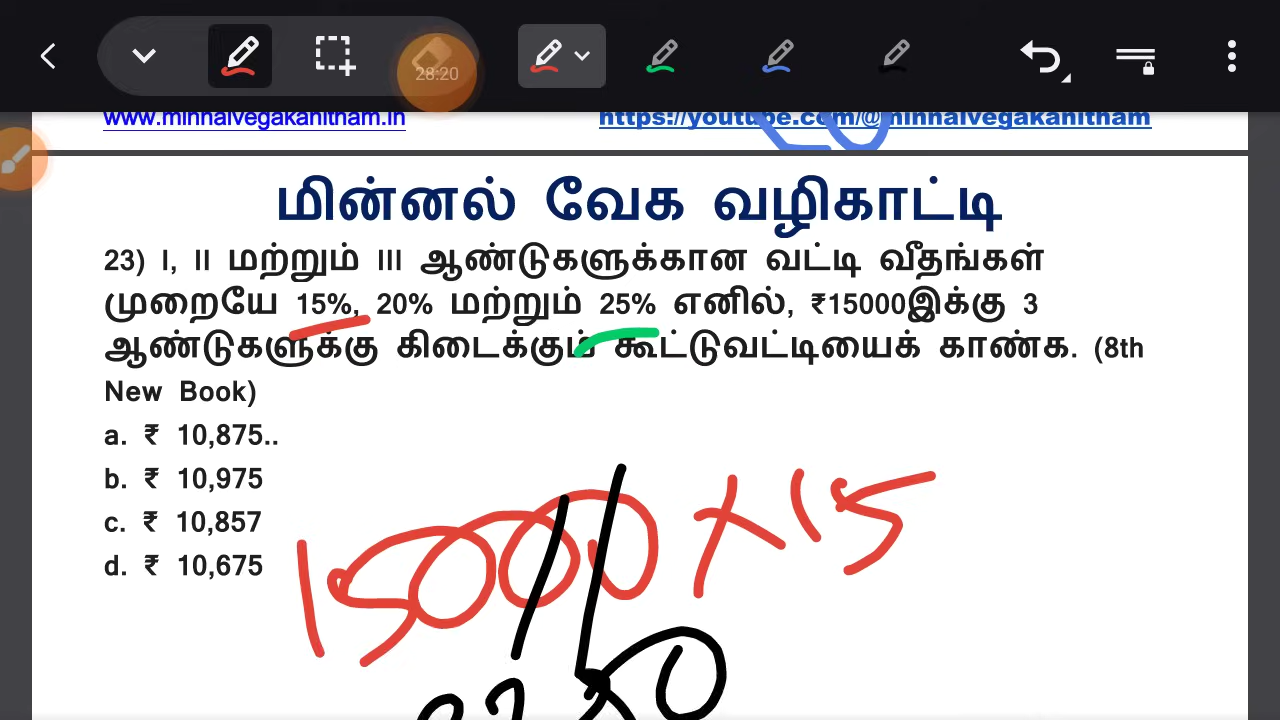 28:20
www.minnalvegakanitham.in https://youtube.com/@minnalvegakanitham
மின்னல் வேக வழிகாட்டி
23) I, II மற்றும் III ஆண்டுகளுக்கான வட்டி வீதங்கள்
முறையே 15%, 20% மற்றும் 25% எனில், ₹15000இக்கு 3
ஆண்டுகளுக்கு கிடைக்கும் கூட்டுவட்டியைக் காண்க. (8th
New Book)
a. ₹ 10,875..
b. ₹ 10,975
c. ₹ 10,857
d. ₹ 10,675
15000 x 15